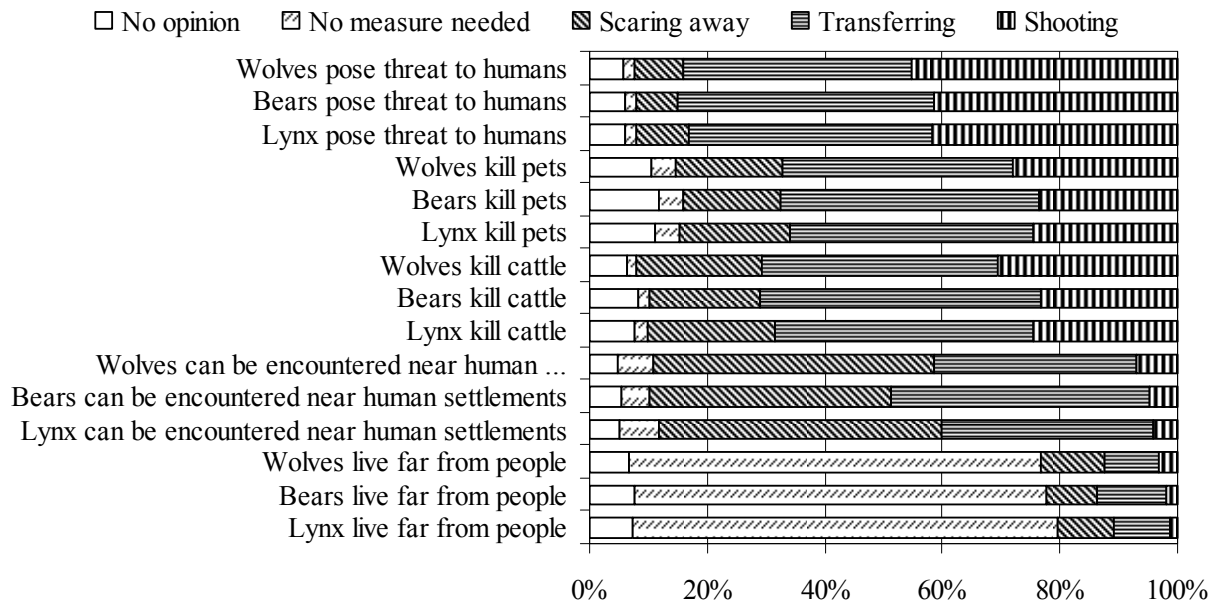 No opinion No measure needed Scaring away Transferring Shooting
Wolves pose threat to humans
Bears pose threat to humans
Lynx pose threat to humans
Wolves kill pets
Bears kill pets
Lynx kill pets
Wolves kill cattle
Bears kill cattle
Lynx kill cattle
Wolves can be encountered near human ...
Bears can be encountered near human settlements
Lynx can be encountered near human settlements
Wolves live far from people
Bears live far from people
Lynx live far from people
0% 20% 40% 60% 80% 100%